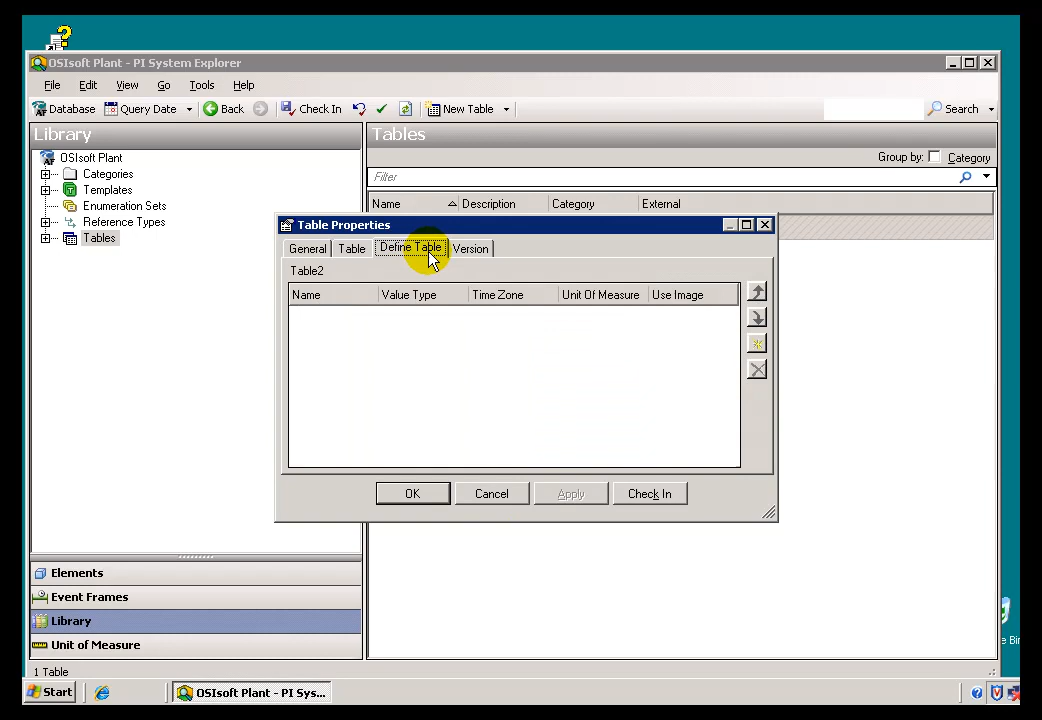 OSIsoft Plant - PI System Explorer
File Edit View Go Tools Help
Database Query Date Back Check In New Table Search
Library
Tables
OSIsoft Plant
Categories
Templates
Enumeration Sets
Reference Types
Tables
Group by: Category
Filter
Name Description Category External
Table Properties
General Table Define Table Version
Table2
Name Value Type Time Zone Unit Of Measure Use Image
OK Cancel Apply Check In
Elements
Event Frames
Library
Unit of Measure
1 Table
Start OSIsoft Plant - PI Sys...